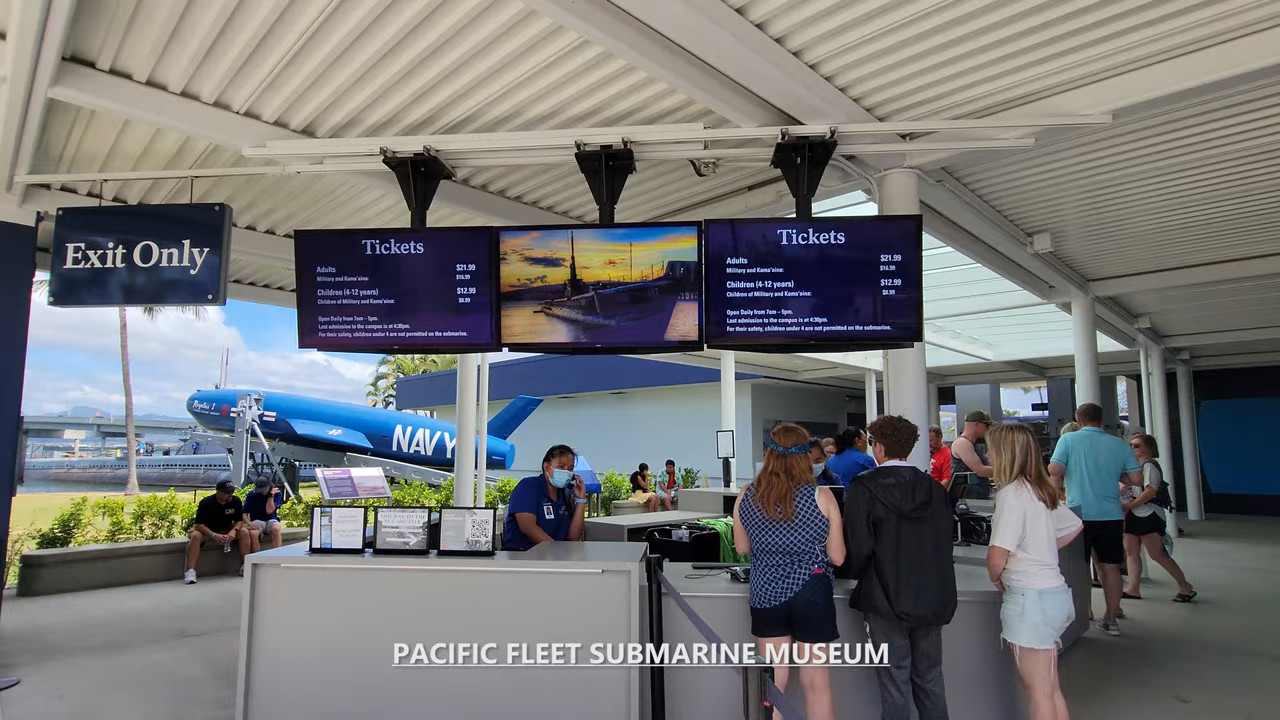 Exit Only
Tickets
Adults $21.99
Military and Kama'aina: $16.99
Children (4-12 years) $12.99
Children of Military and Kama'aina: $8.99
Open Daily from 7am - 5pm.
Last admission to the campus is at 4:30pm.
For their safety, children under 4 are not permitted on the submarine.
Tickets
Adults $21.99
Military and Kama'aina: $16.99
Children (4-12 years) $12.99
Children of Military and Kama'aina: $8.99
Open Daily from 7am - 5pm.
Last admission to the campus is at 4:30pm.
For their safety, children under 4 are not permitted on the submarine.
Regulus I
NAVY
PACIFIC FLEET SUBMARINE MUSEUM